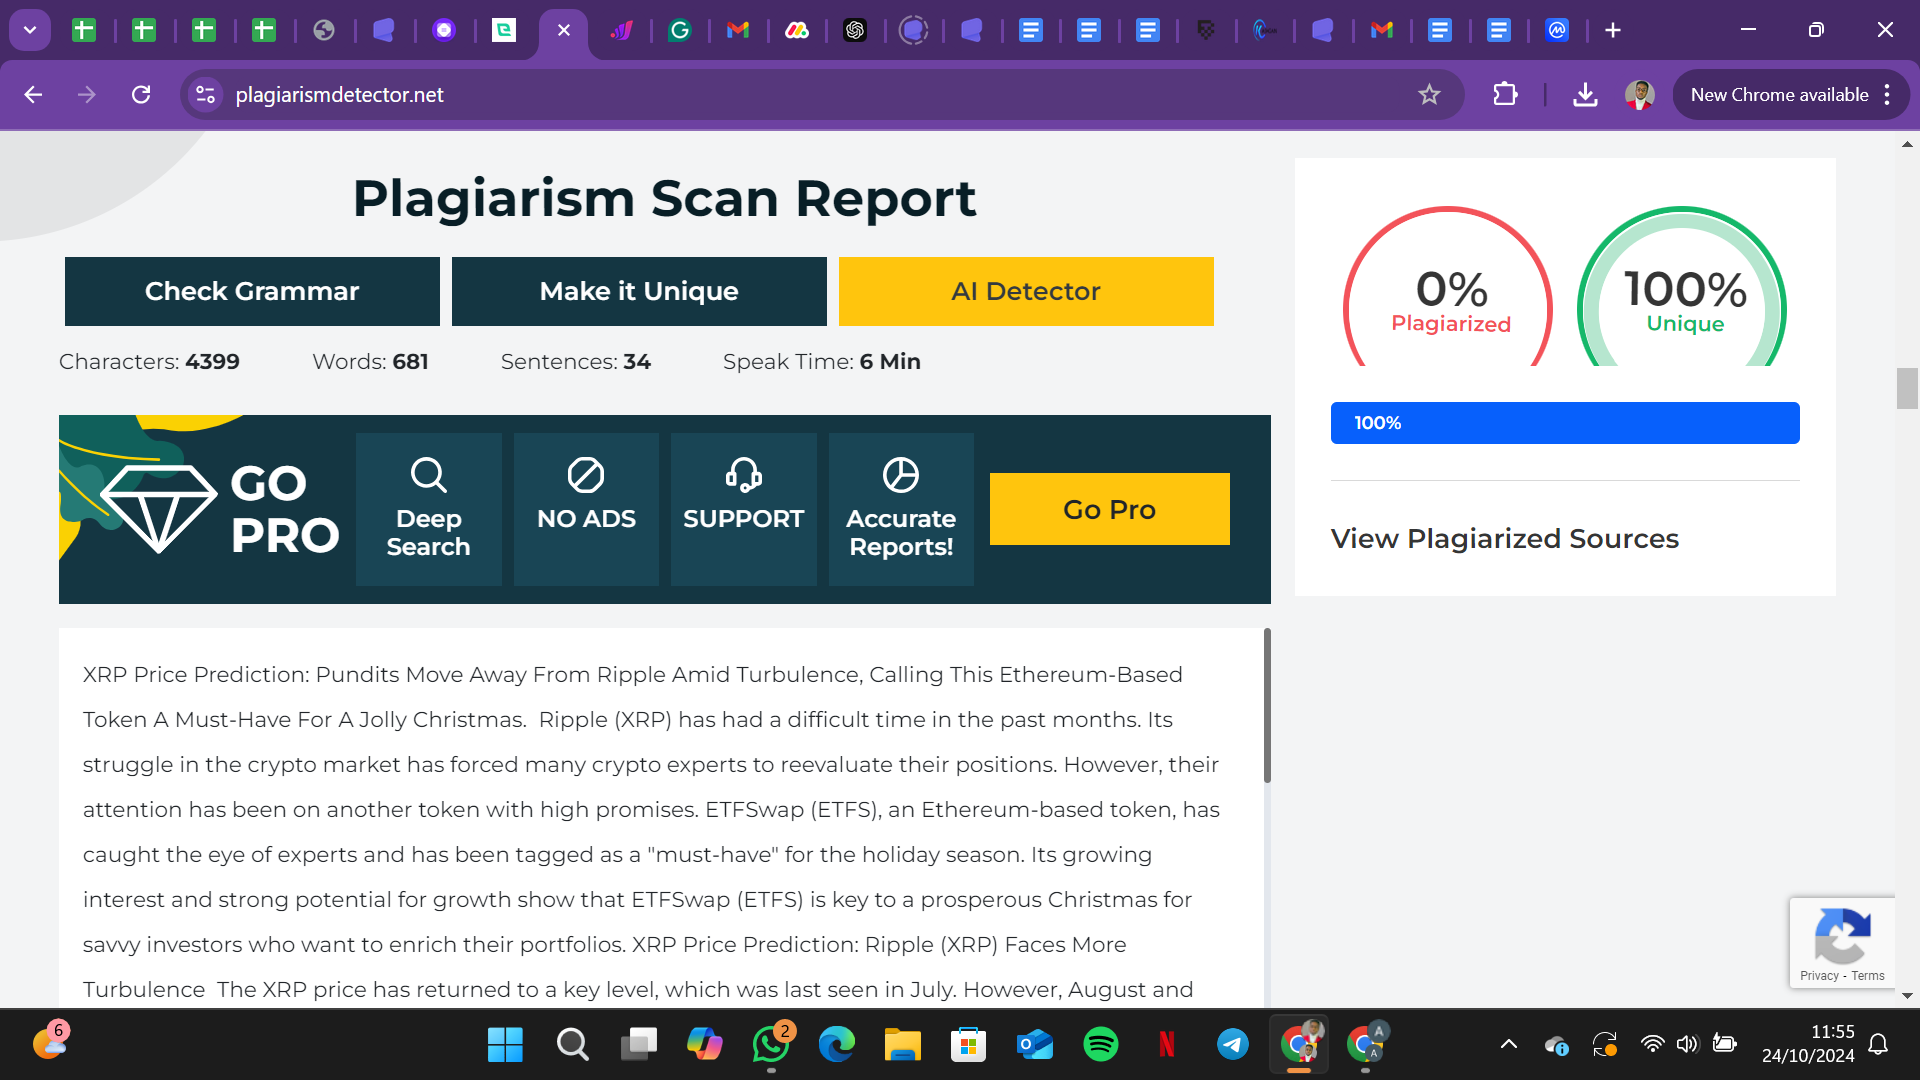 plagiarismdetector.net
New Chrome available
Plagiarism Scan Report
Check Grammar
Make it Unique
AI Detector
Characters: 4399
Words: 681
Sentences: 34
Speak Time: 6 Min
0%
Plagiarized
100%
Unique
100%
View Plagiarized Sources
GO
PRO
Deep
Search
NO ADS
SUPPORT
Accurate
Reports!
Go Pro
XRP Price Prediction: Pundits Move Away From Ripple Amid Turbulence, Calling This Ethereum-Based
Token A Must-Have For A Jolly Christmas.  Ripple (XRP) has had a difficult time in the past months. Its
struggle in the crypto market has forced many crypto experts to reevaluate their positions. However, their
attention has been on another token with high promises. ETFSwap (ETFS), an Ethereum-based token, has
caught the eye of experts and has been tagged as a "must-have" for the holiday season. Its growing
interest and strong potential for growth show that ETFSwap (ETFS) is key to a prosperous Christmas for
savvy investors who want to enrich their portfolios. XRP Price Prediction: Ripple (XRP) Faces More
Turbulence  The XRP price has returned to a key level, which was last seen in July. However, August and
Privacy - Terms
6
2
A
A
11:55
24/10/2024